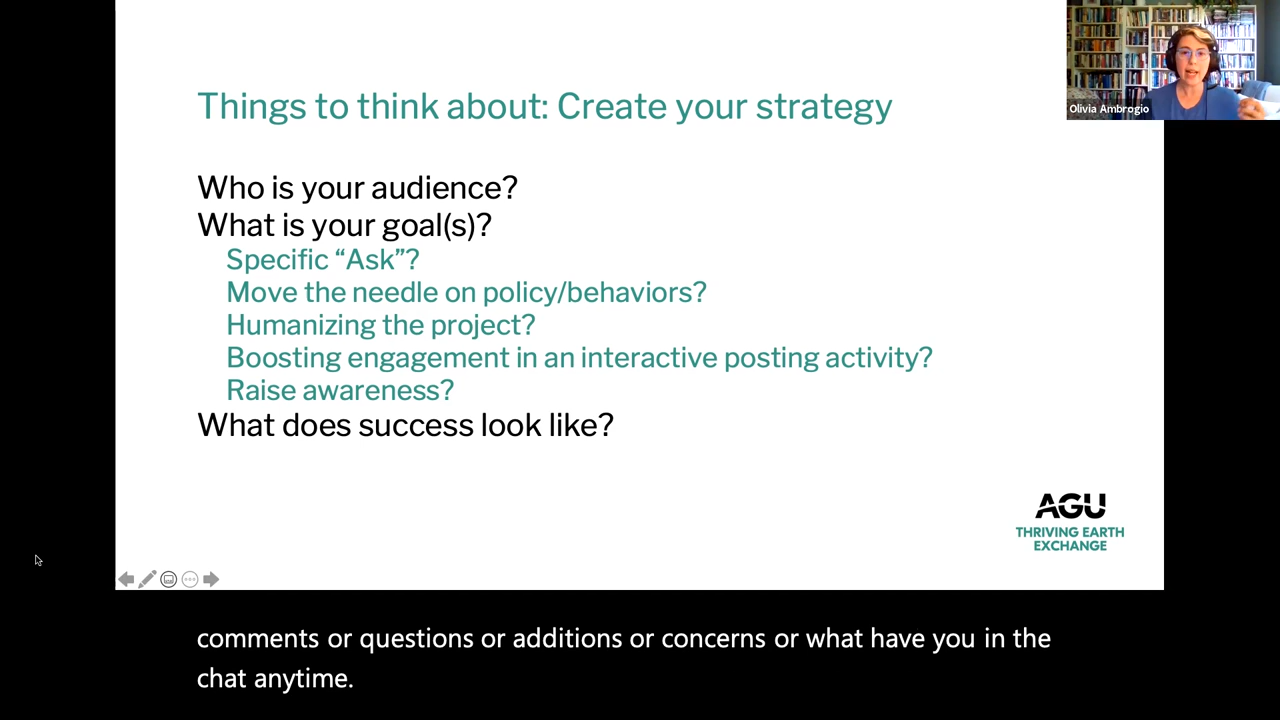 Things to think about: Create your strategy
Olivia Ambrogio
Who is your audience?
What is your goal(s)?
Specific “Ask”?
Move the needle on policy/behaviors?
Humanizing the project?
Boosting engagement in an interactive posting activity?
Raise awareness?
What does success look like?
AGU
THRIVING EARTH
EXCHANGE
comments or questions or additions or concerns or what have you in the
chat anytime.